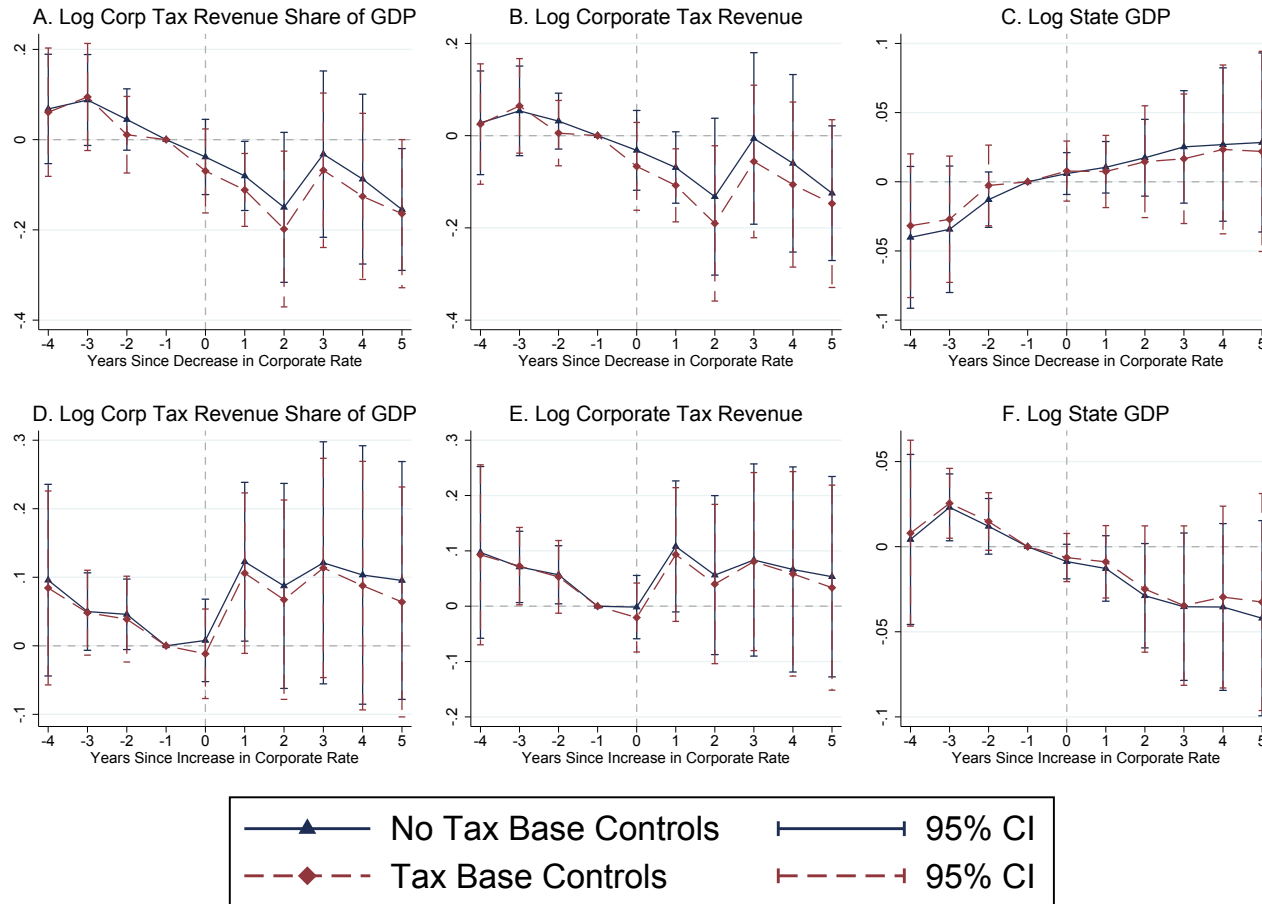 A. Log Corp Tax Revenue Share of GDP
.2
0
-.2
-.4
-4 -3 -2 -1 0 1 2 3 4 5
Years Since Decrease in Corporate Rate
B. Log Corporate Tax Revenue
.2
0
-.2
-.4
-4 -3 -2 -1 0 1 2 3 4 5
Years Since Decrease in Corporate Rate
C. Log State GDP
.1
.05
0
-.05
-.1
-4 -3 -2 -1 0 1 2 3 4 5
Years Since Decrease in Corporate Rate
D. Log Corp Tax Revenue Share of GDP
.3
.2
.1
0
-.1
-4 -3 -2 -1 0 1 2 3 4 5
Years Since Increase in Corporate Rate
E. Log Corporate Tax Revenue
.3
.2
.1
0
-.1
-.2
-4 -3 -2 -1 0 1 2 3 4 5
Years Since Increase in Corporate Rate
F. Log State GDP
.05
0
-.05
-.1
-4 -3 -2 -1 0 1 2 3 4 5
Years Since Increase in Corporate Rate
No Tax Base Controls 95% CI
Tax Base Controls 95% CI